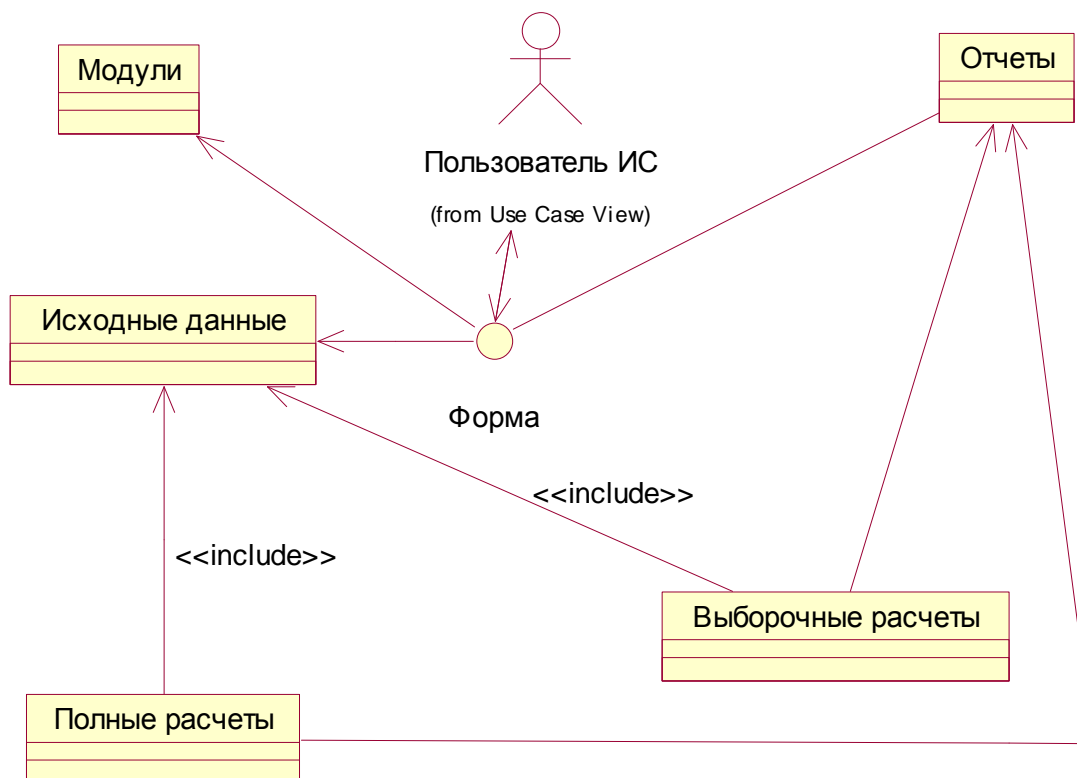 Модули
Отчеты
Пользователь ИС
(from Use Case View)
Исходные данные
Форма
<<include>>
<<include>>
Выборочные расчеты
Полные расчеты